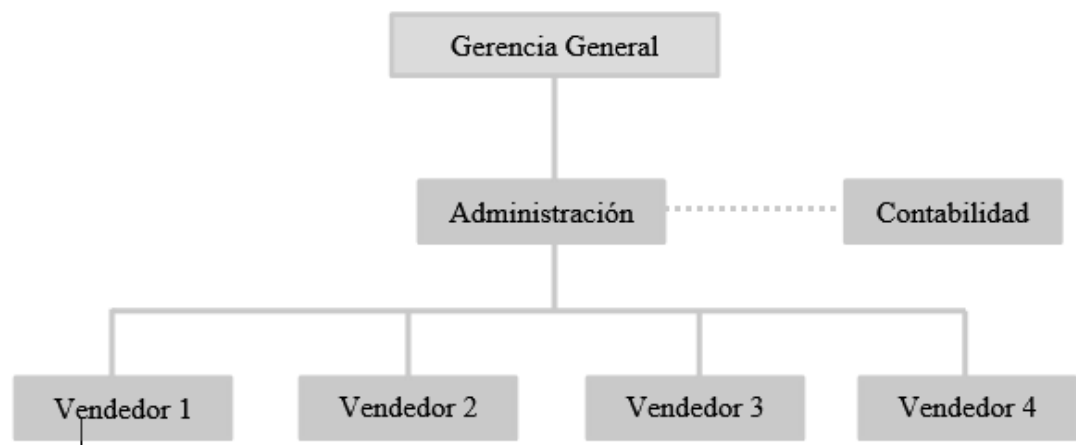 Gerencia General
Administración
Contabilidad
Vendedor 1
Vendedor 2
Vendedor 3
Vendedor 4